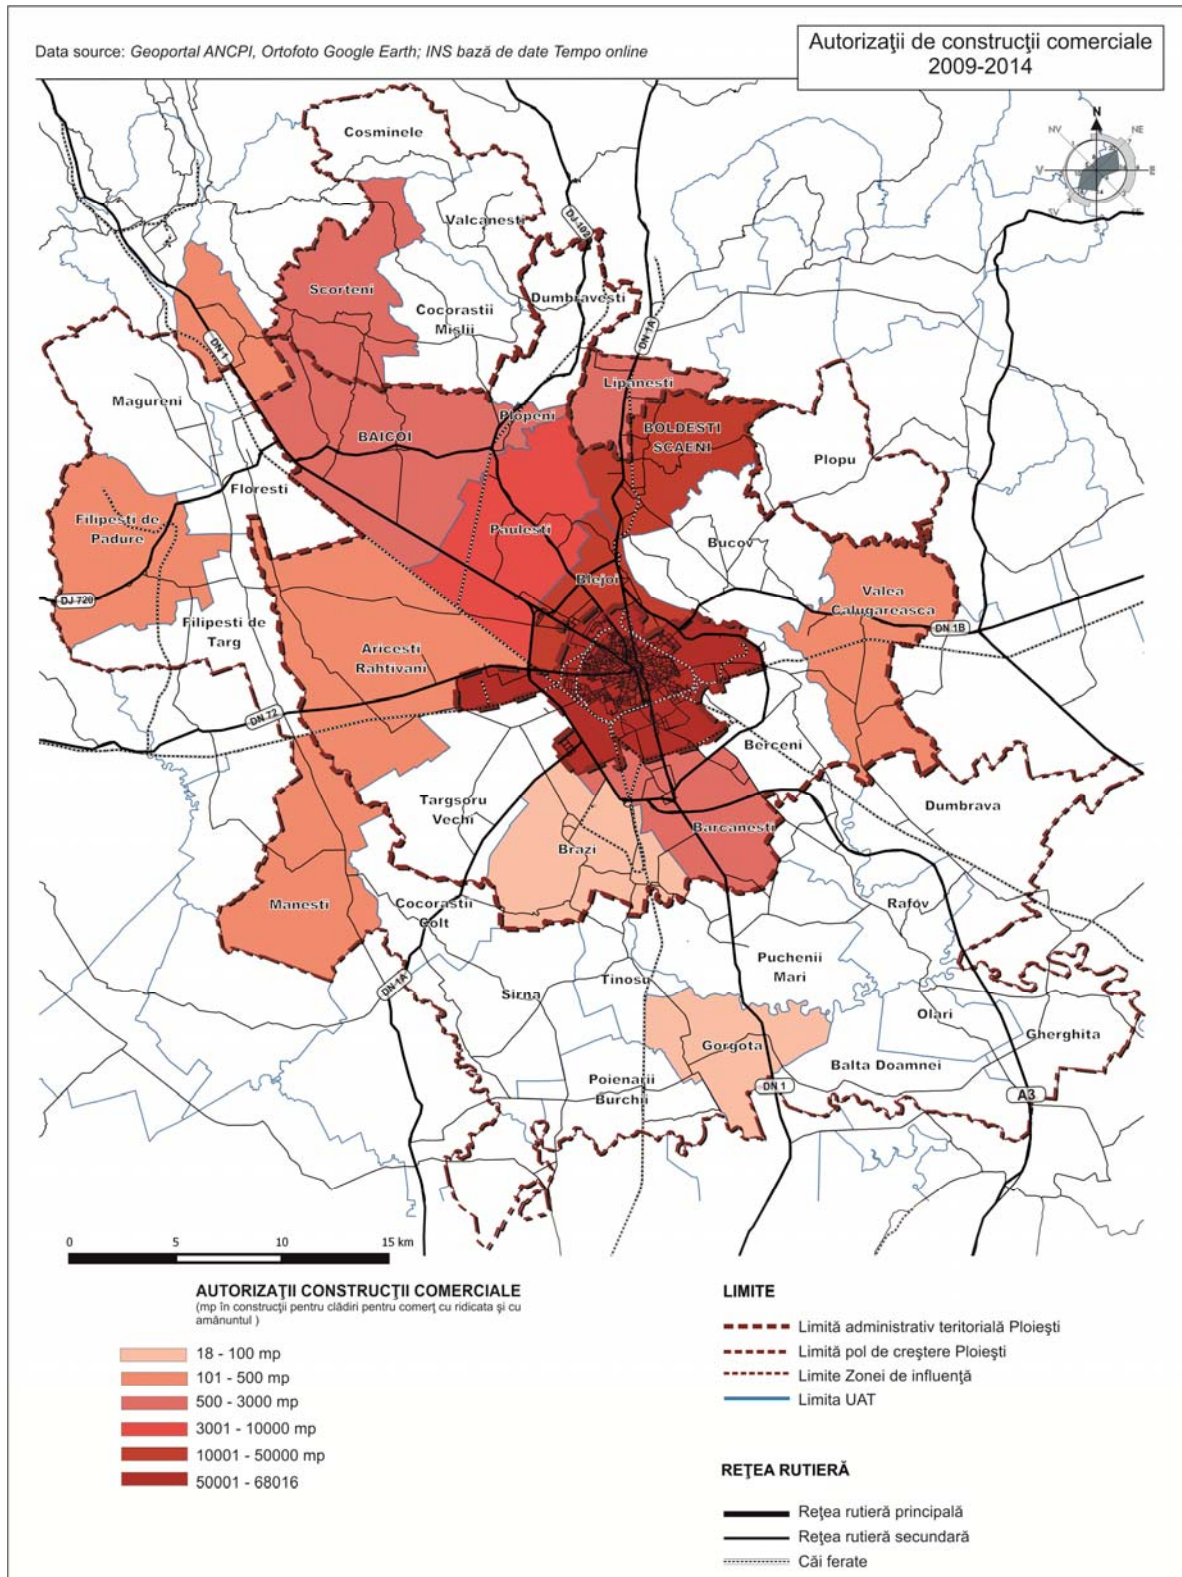 Data source: Geoportal ANCPI, Ortofoto Google Earth; INS bază de date Tempo online
Autorizaţii de construcţii comerciale
2009-2014
N
NV
NE
V
E
SV
SE
S
Cosminele
Valcanesti
DJ 102
Scorteni
Dumbravesti
Cocorastii
Mislii
DN 1A
DN 1
Magureni
Lipanesti
Plopeni
BAICOI
BOLDESTI
SCAENI
Plopu
Floresti
Filipesti de
Padure
Paulesti
Bucov
Blejoi
Valea
Calugareasca
DJ 720
DN 1B
Filipesti de
Targ
Aricesti
Rahtivani
DN 72
Berceni
Targsoru
Vechi
Dumbrava
Barcanesti
Brazi
Manesti
Cocorastii
Colt
Rafov
Puchenii
Mari
DN 1A
Tinosu
Sirna
Olari
Gherghita
Gorgota
Balta Doamnei
Poienarii
Burchii
DN 1
A3
0 5 10 15 km
AUTORIZAŢII CONSTRUCŢII COMERCIALE
(mp în construcţii pentru clădiri pentru comerţ cu ridicata şi cu
amănuntul )
18 - 100 mp
101 - 500 mp
500 - 3000 mp
3001 - 10000 mp
10001 - 50000 mp
50001 - 68016
LIMITE
Limită administrativ teritorială Ploieşti
Limită pol de creştere Ploieşti
Limite Zonei de influenţă
Limita UAT
REŢEA RUTIERĂ
Reţea rutieră principală
Reţea rutieră secundară
Căi ferate